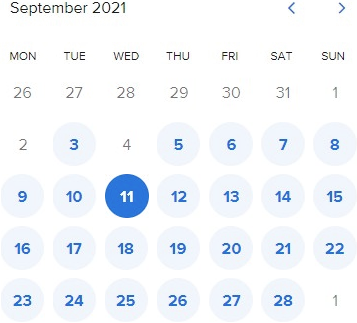 September 2021
MON TUE WED THU FRI SAT SUN
26 27 28 29 30 31 1
2 3 4 5 6 7 8
9 10 11 12 13 14 15
16 17 18 19 20 21 22
23 24 25 26 27 28 1